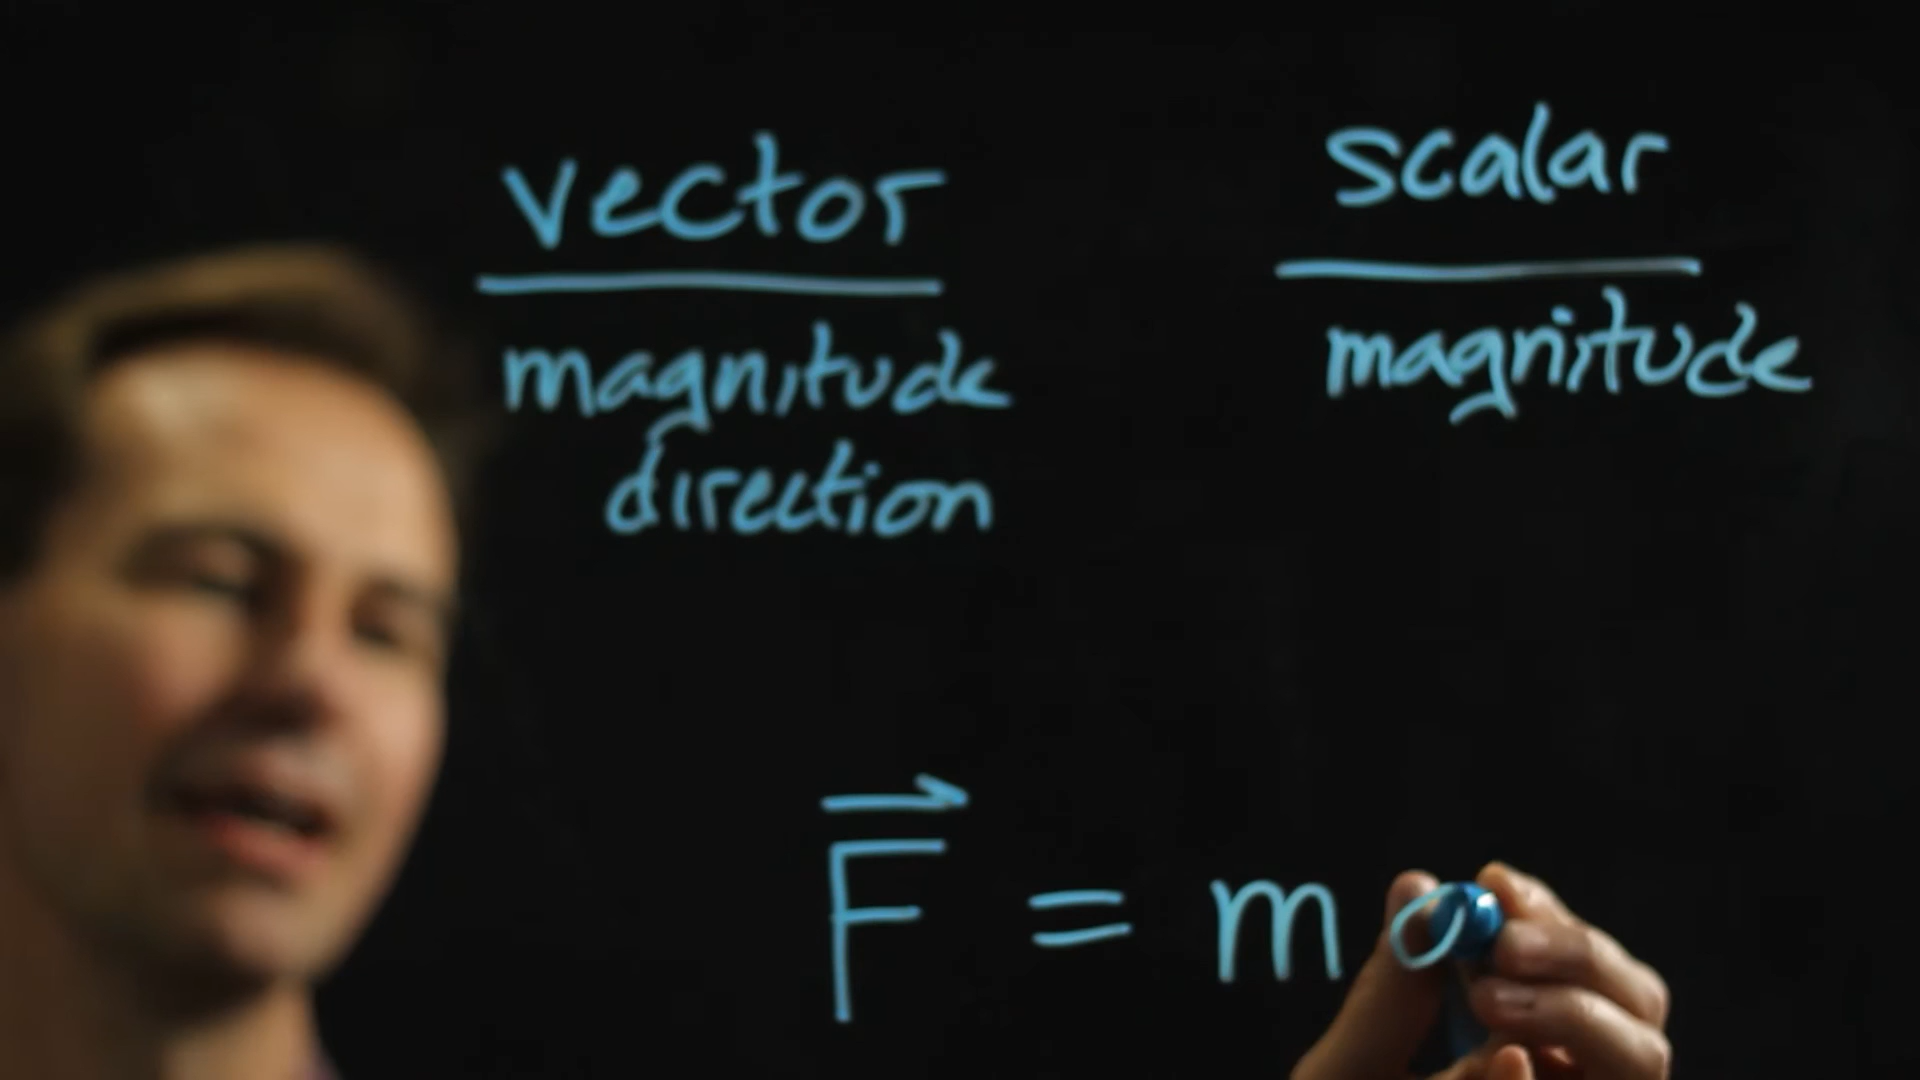 vector
magnitude
direction
scalar
magnitude
F⃗ = m a